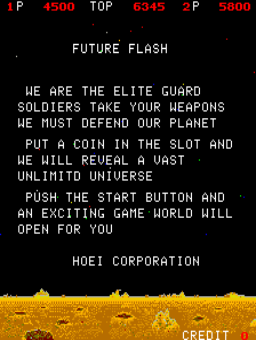 1P 4500 TOP 6345 2P 5800
FUTURE FLASH
WE ARE THE ELITE GUARD
SOLDIERS TAKE YOUR WEAPONS
WE MUST DEFEND OUR PLANET
PUT A COIN IN THE SLOT AND
WE WILL REVEAL A VAST
UNLIMITD UNIVERSE
PUSH THE START BUTTON AND
AN EXCITING GAME WORLD WILL
OPEN FOR YOU
HOEI CORPORATION
CREDIT 0